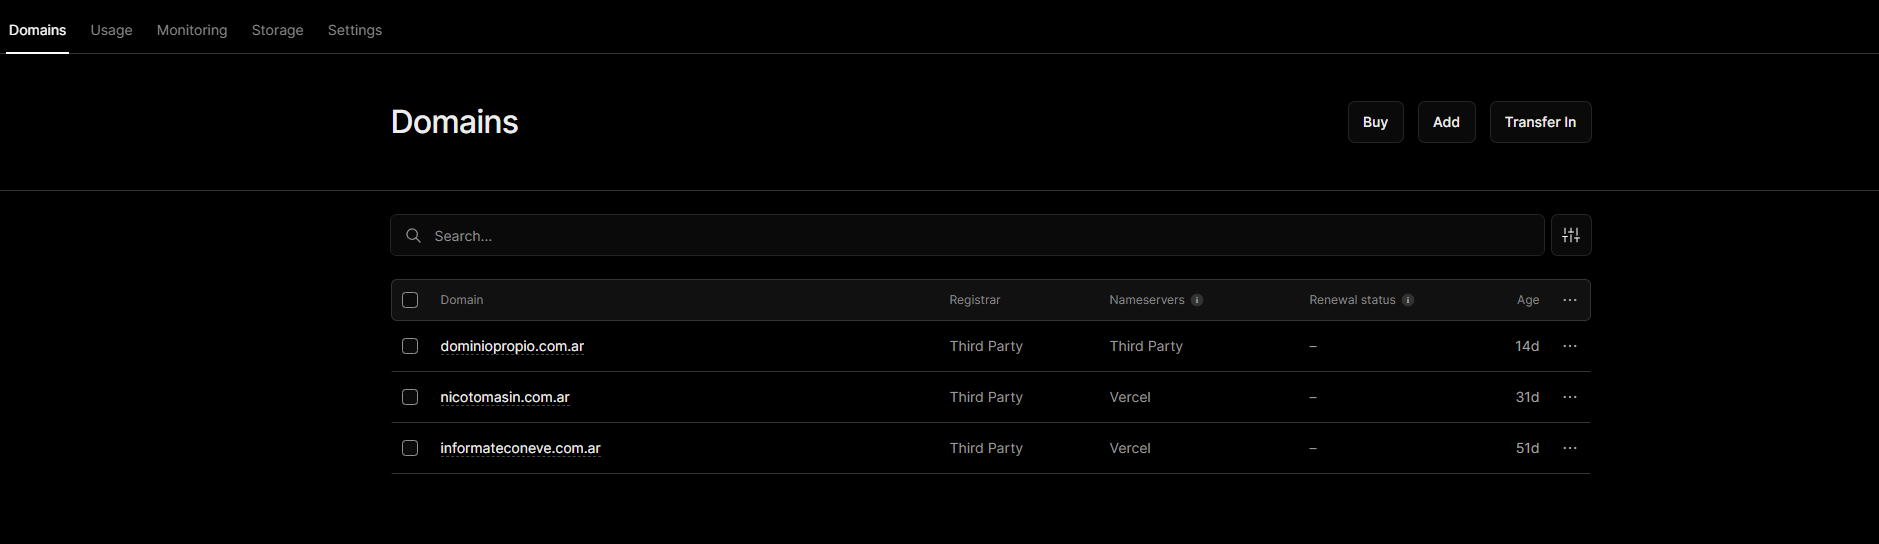 Domains Usage Monitoring Storage Settings
Domains Buy Add Transfer In
Search...
Domain Registrar Nameservers Renewal status Age
dominiopropio.com.ar Third Party Third Party – 14d
nicotomasin.com.ar Third Party Vercel – 31d
informateconeve.com.ar Third Party Vercel – 51d